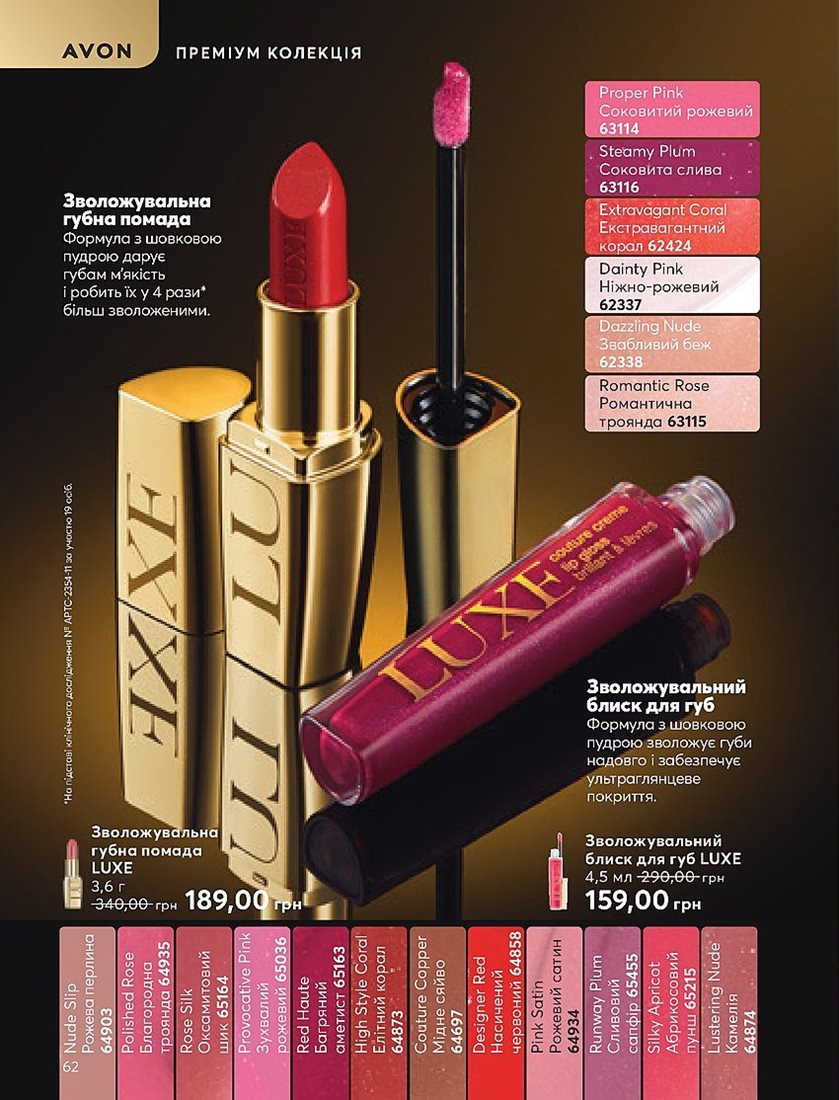 AVON
ПРЕМІУМ КОЛЕКЦІЯ
Proper Pink
Соковитий рожевий
63114
Steamy Plum
Соковита слива
63116
Extravagant Coral
Екстравагантний
корал 62424
Dainty Pink
Ніжно-рожевий
62337
Dazzling Nude
Звабливий беж
62338
Romantic Rose
Романтична
троянда 63115
Зволожувальна
губна помада
Формула з шовковою
пудрою дарує
губам м'якість
і робить їх у 4 рази*
більш зволоженими.
LUXE
LU
XE
LUXE
couture creme
lip gloss
brillant à lèvres
*На підставі клінічного дослідження № APTC-2354-11 за участю 19 осіб.
Зволожувальний
блиск для губ
Формула з шовковою
пудрою зволожує губи
надовго і забезпечує
ультраглянцеве
покриття.
Зволожувальна
губна помада
LUXE
3,6 г
340,00 грн 189,00 грн
Зволожувальний
блиск для губ LUXE
4,5 мл 290,00 грн
159,00 грн
Nude Slip
Рожева перлина
64903
Polished Rose
Благородна
троянда 64935
Rose Silk
Оксамитовий
шик 65164
Provocative Pink
Зухвалий
рожевий 65036
Red Haute
Багряний
аметист 65163
High Style Coral
Елітний корал
64873
Couture Copper
Мідне сяйво
64697
Designer Red
Насичений
червоний 64858
Pink Satin
Рожевий сатин
64934
Runway Plum
Сливовий
сапфір 65455
Silky Apricot
Абрикосовий
пунш 65215
Lustering Nude
Камелія
64874
62